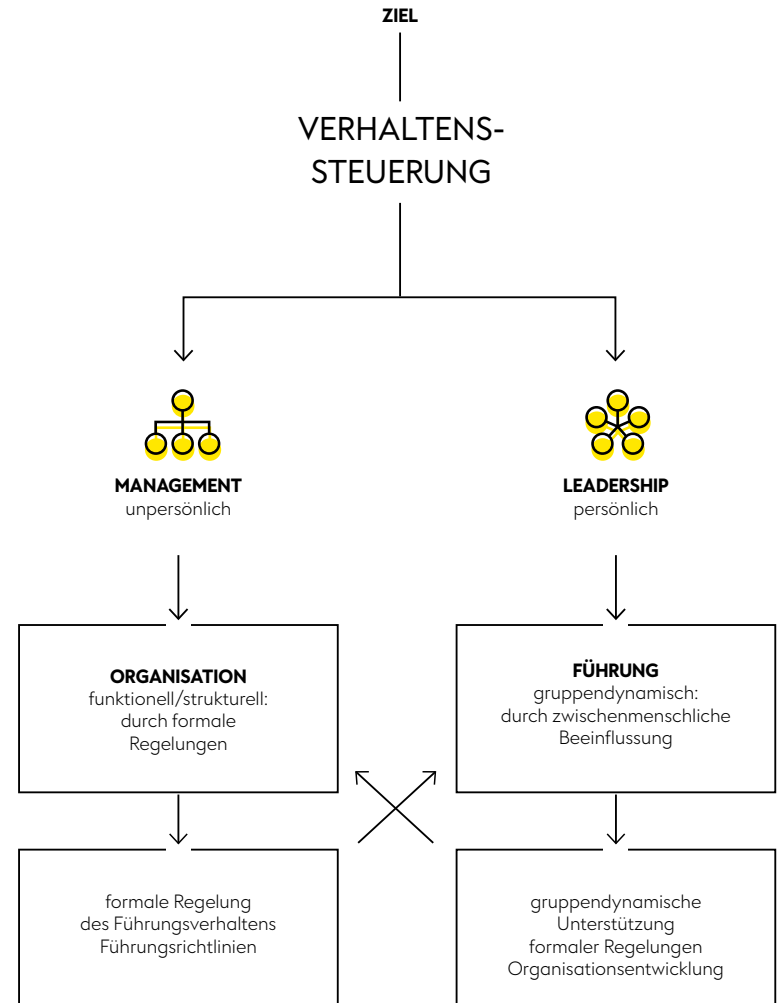 ZIEL
VERHALTENS-
STEUERUNG
MANAGEMENT
unpersönlich
LEADERSHIP
persönlich
ORGANISATION
funktionell/strukturell:
durch formale
Regelungen
FÜHRUNG
gruppendynamisch:
durch zwischenmenschliche
Beeinflussung
formale Regelung
des Führungsverhaltens
Führungsrichtlinien
gruppendynamische
Unterstützung
formaler Regelungen
Organisationsentwicklung